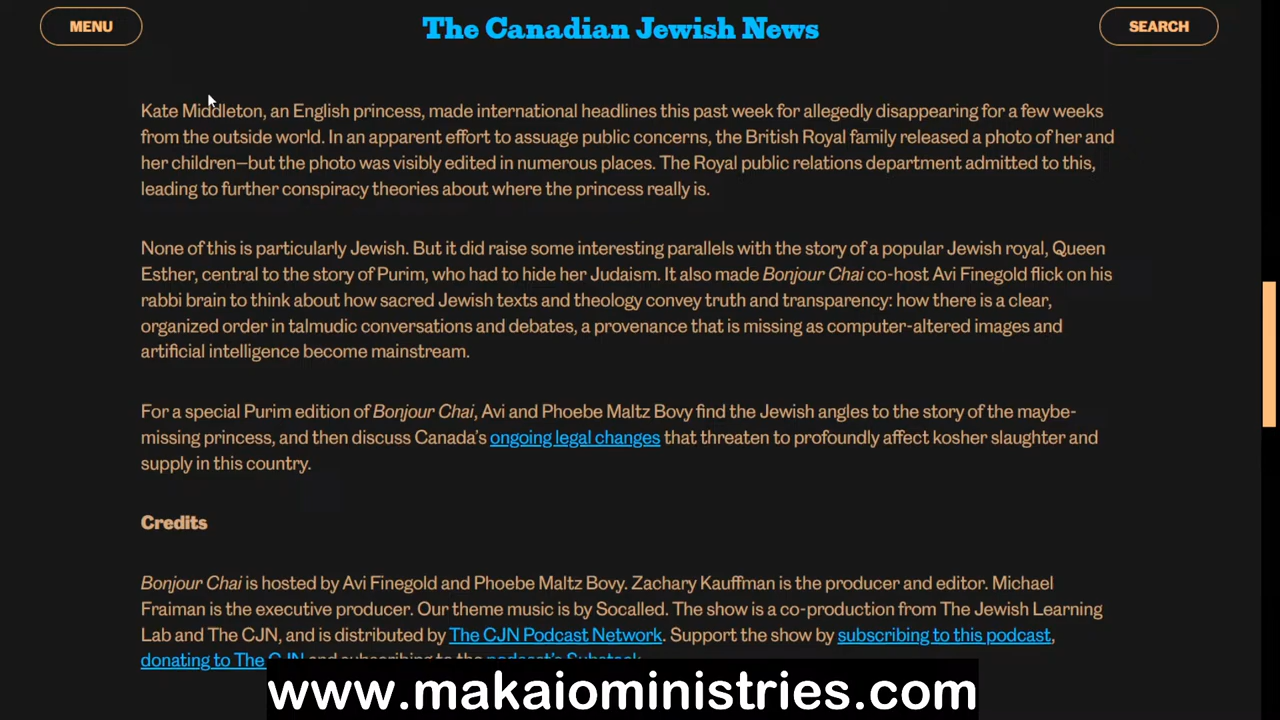 MENU
The Canadian Jewish News
SEARCH
Kate Middleton, an English princess, made international headlines this past week for allegedly disappearing for a few weeks
from the outside world. In an apparent effort to assuage public concerns, the British Royal family released a photo of her and
her children—but the photo was visibly edited in numerous places. The Royal public relations department admitted to this,
leading to further conspiracy theories about where the princess really is.
None of this is particularly Jewish. But it did raise some interesting parallels with the story of a popular Jewish royal, Queen
Esther, central to the story of Purim, who had to hide her Judaism. It also made Bonjour Chai co-host Avi Finegold flick on his
rabbi brain to think about how sacred Jewish texts and theology convey truth and transparency: how there is a clear,
organized order in talmudic conversations and debates, a provenance that is missing as computer-altered images and
artificial intelligence become mainstream.
For a special Purim edition of Bonjour Chai, Avi and Phoebe Maltz Bovy find the Jewish angles to the story of the maybe-
missing princess, and then discuss Canada's ongoing legal changes that threaten to profoundly affect kosher slaughter and
supply in this country.
Credits
Bonjour Chai is hosted by Avi Finegold and Phoebe Maltz Bovy. Zachary Kauffman is the producer and editor. Michael
Fraiman is the executive producer. Our theme music is by Socalled. The show is a co-production from The Jewish Learning
Lab and The CJN, and is distributed by The CJN Podcast Network. Support the show by subscribing to this podcast,
donating to The CJN and subscribing to the podcast's Substack.
www.makaioministries.com